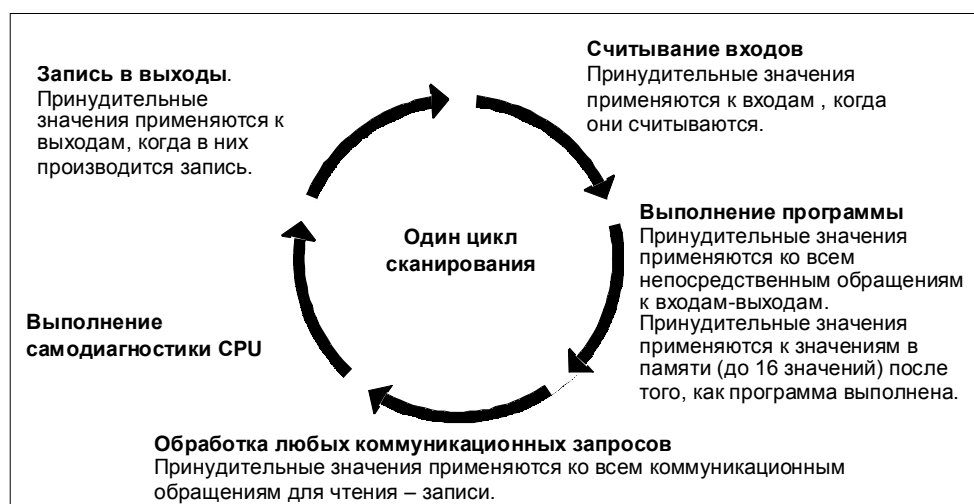 Считывание входов
Принудительные значения
применяются к входам , когда
они считываются.
Выполнение программы
Принудительные значения
применяются ко всем
непосредственным обращениям
к входам-выходам.
Принудительные значения
применяются к значениям в
памяти (до 16 значений) после
того, как программа выполнена.
Обработка любых коммуникационных запросов
Принудительные значения применяются ко всем коммуникационным
обращениям для чтения – записи.
Выполнение
самодиагностики CPU
Запись в выходы.
Принудительные
значения применяются к
выходам, когда в них
производится запись.
Один цикл
сканирования